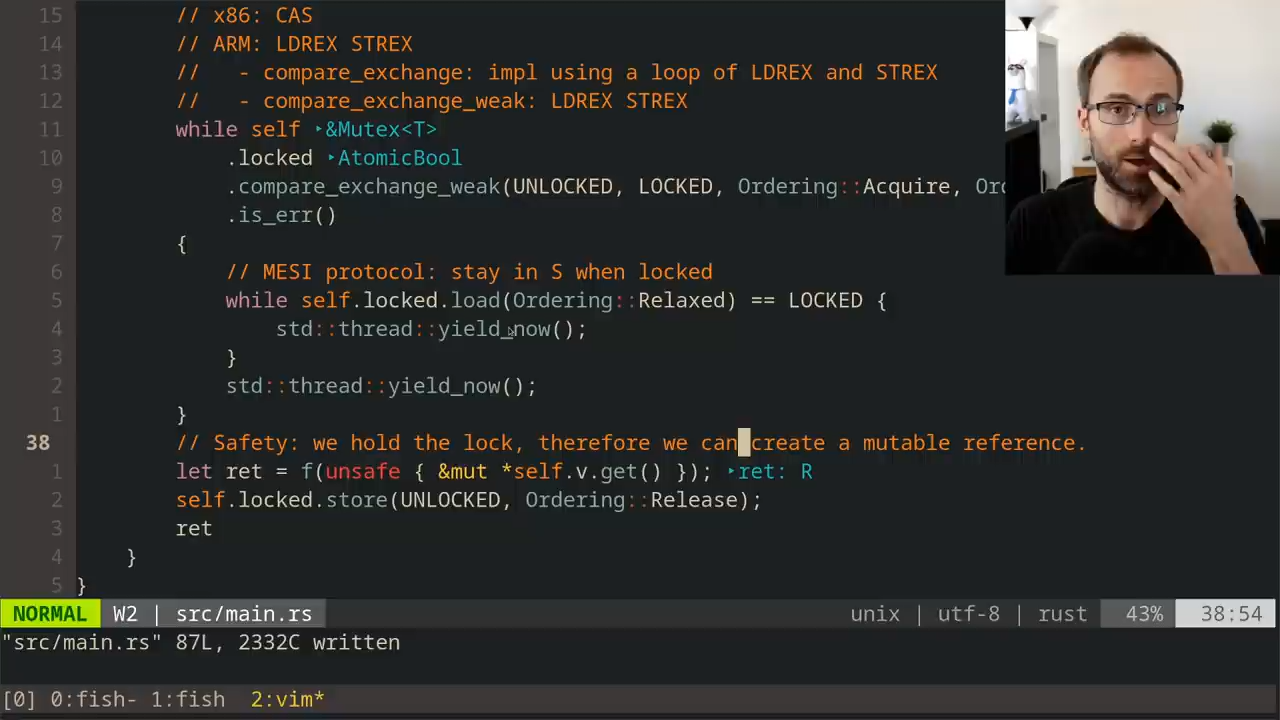 15 // x86: CAS
14 // ARM: LDREX STREX
13 //   - compare_exchange: impl using a loop of LDREX and STREX
12 //   - compare_exchange_weak: LDREX STREX
11 while self ‣&Mutex<T>
10 .locked ‣AtomicBool
9 .compare_exchange_weak(UNLOCKED, LOCKED, Ordering::Acquire, Or
8 .is_err()
7 {
6 // MESI protocol: stay in S when locked
5 while self.locked.load(Ordering::Relaxed) == LOCKED {
4 std::thread::yield_now();
3 }
2 std::thread::yield_now();
1 }
38 // Safety: we hold the lock, therefore we can create a mutable reference.
1 let ret = f(unsafe { &mut *self.v.get() }); ‣ret: R
2 self.locked.store(UNLOCKED, Ordering::Release);
3 ret
4 }
5 }
NORMAL W2 | src/main.rs unix | utf-8 | rust 43% 38:54
"src/main.rs" 87L, 2332C written
[0] 0:fish- 1:fish 2:vim*